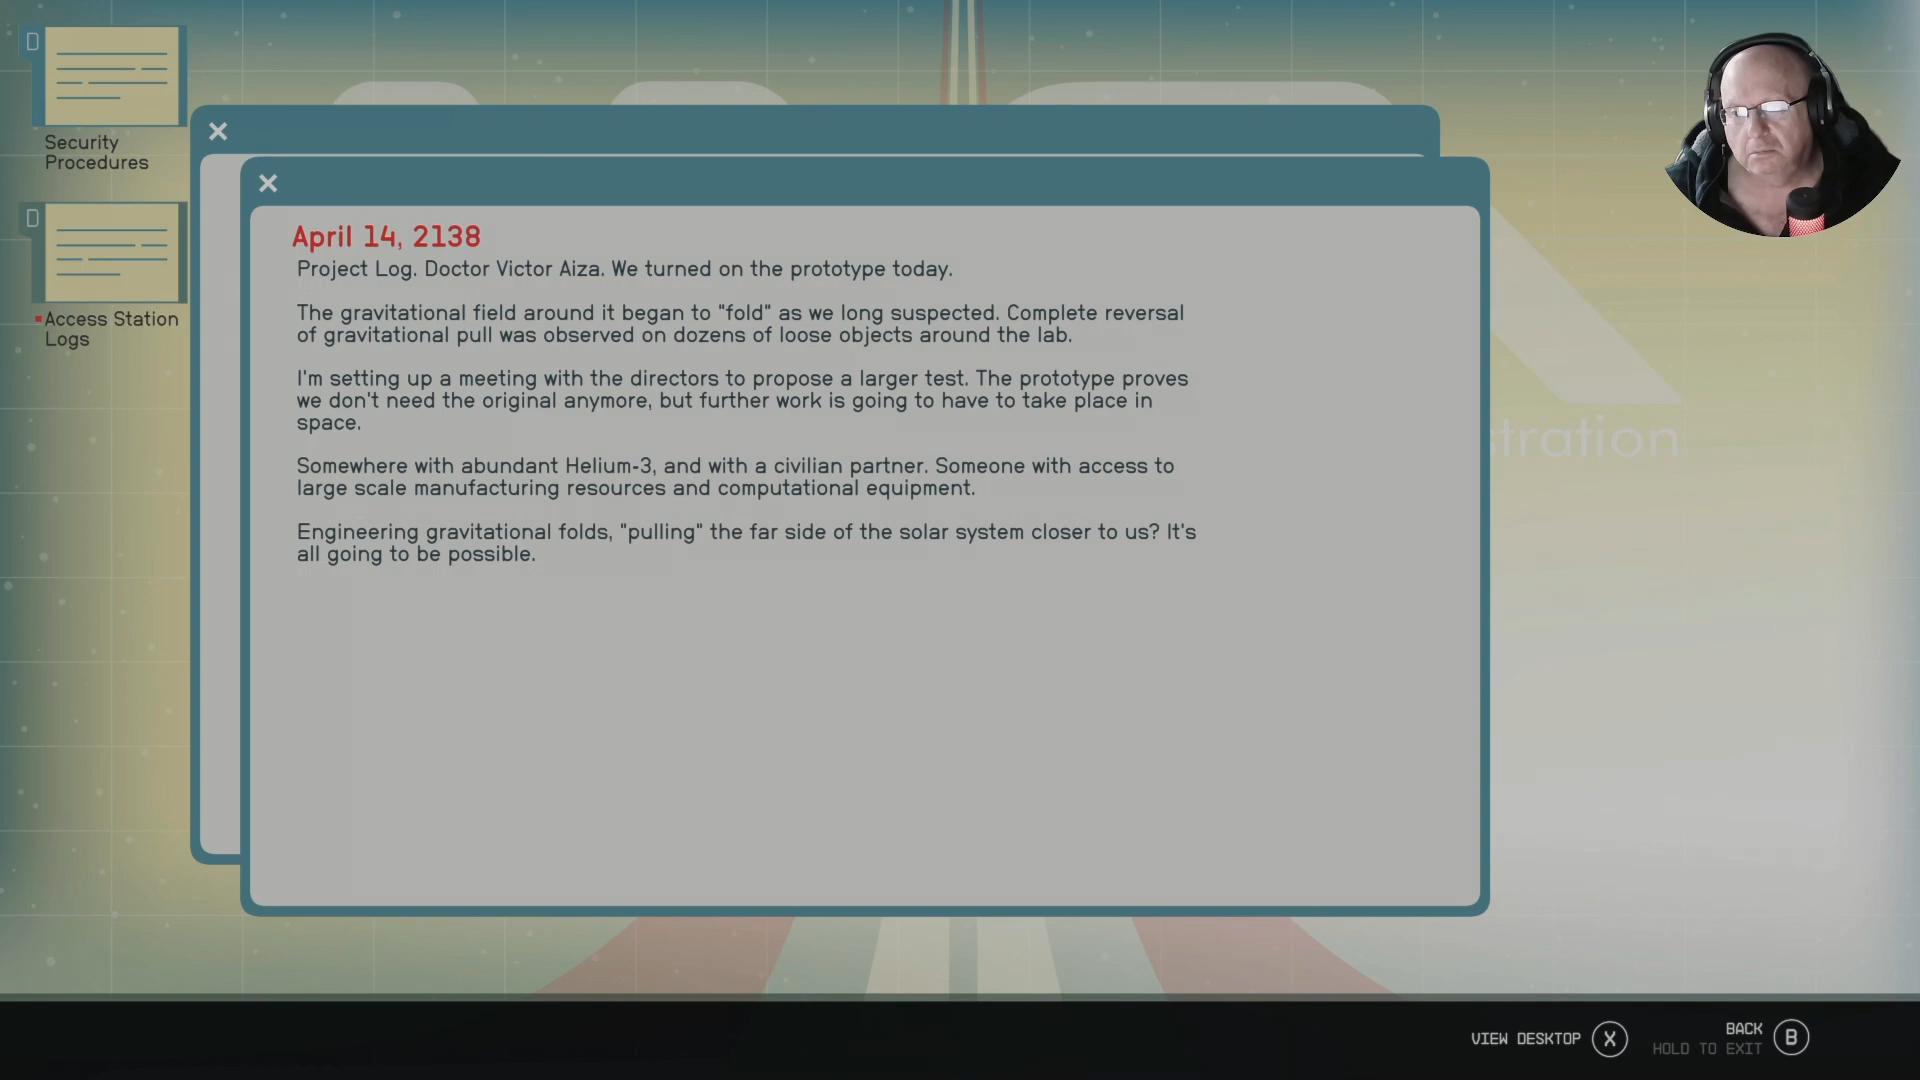 D
Security
Procedures
D
Access Station
Logs
April 14, 2138
Project Log. Doctor Victor Aiza. We turned on the prototype today.
The gravitational field around it began to "fold" as we long suspected. Complete reversal
of gravitational pull was observed on dozens of loose objects around the lab.
I'm setting up a meeting with the directors to propose a larger test. The prototype proves
we don't need the original anymore, but further work is going to have to take place in
space.
Somewhere with abundant Helium-3, and with a civilian partner. Someone with access to
large scale manufacturing resources and computational equipment.
Engineering gravitational folds, "pulling" the far side of the solar system closer to us? It's
all going to be possible.
stration
VIEW DESKTOP X
BACK B
HOLD TO EXIT